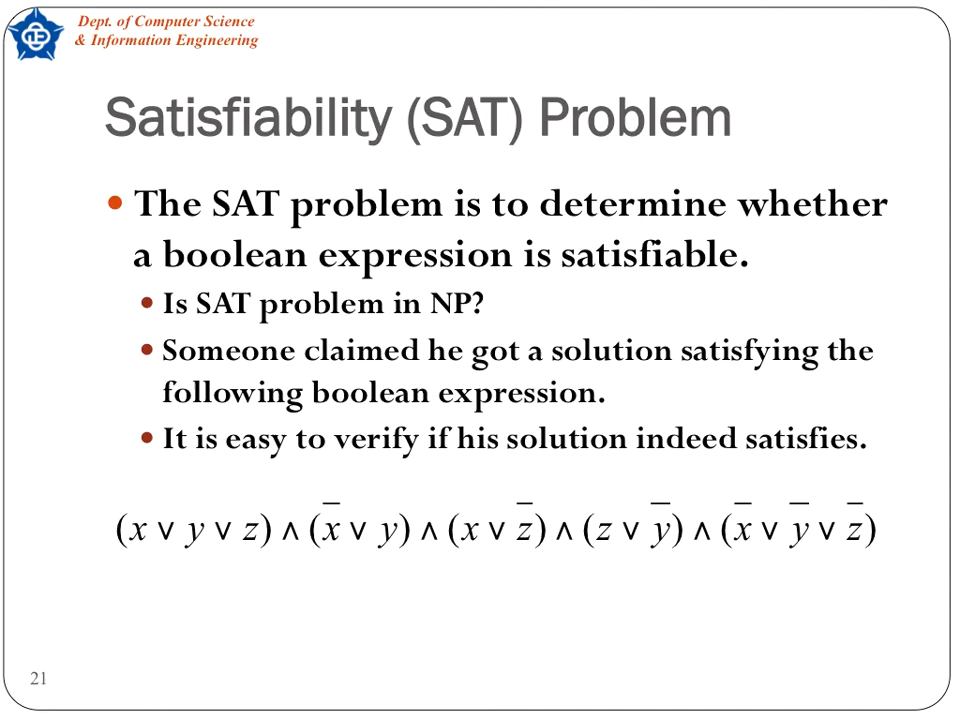 Dept. of Computer Science
& Information Engineering
Satisfiability (SAT) Problem
• The SAT problem is to determine whether
a boolean expression is satisfiable.
• Is SAT problem in NP?
• Someone claimed he got a solution satisfying the
following boolean expression.
• It is easy to verify if his solution indeed satisfies.
(x ∨ y ∨ z) ∧ (x̅ ∨ y) ∧ (x ∨ z̅) ∧ (z ∨ y̅) ∧ (x̅ ∨ y̅ ∨ z̅)
21